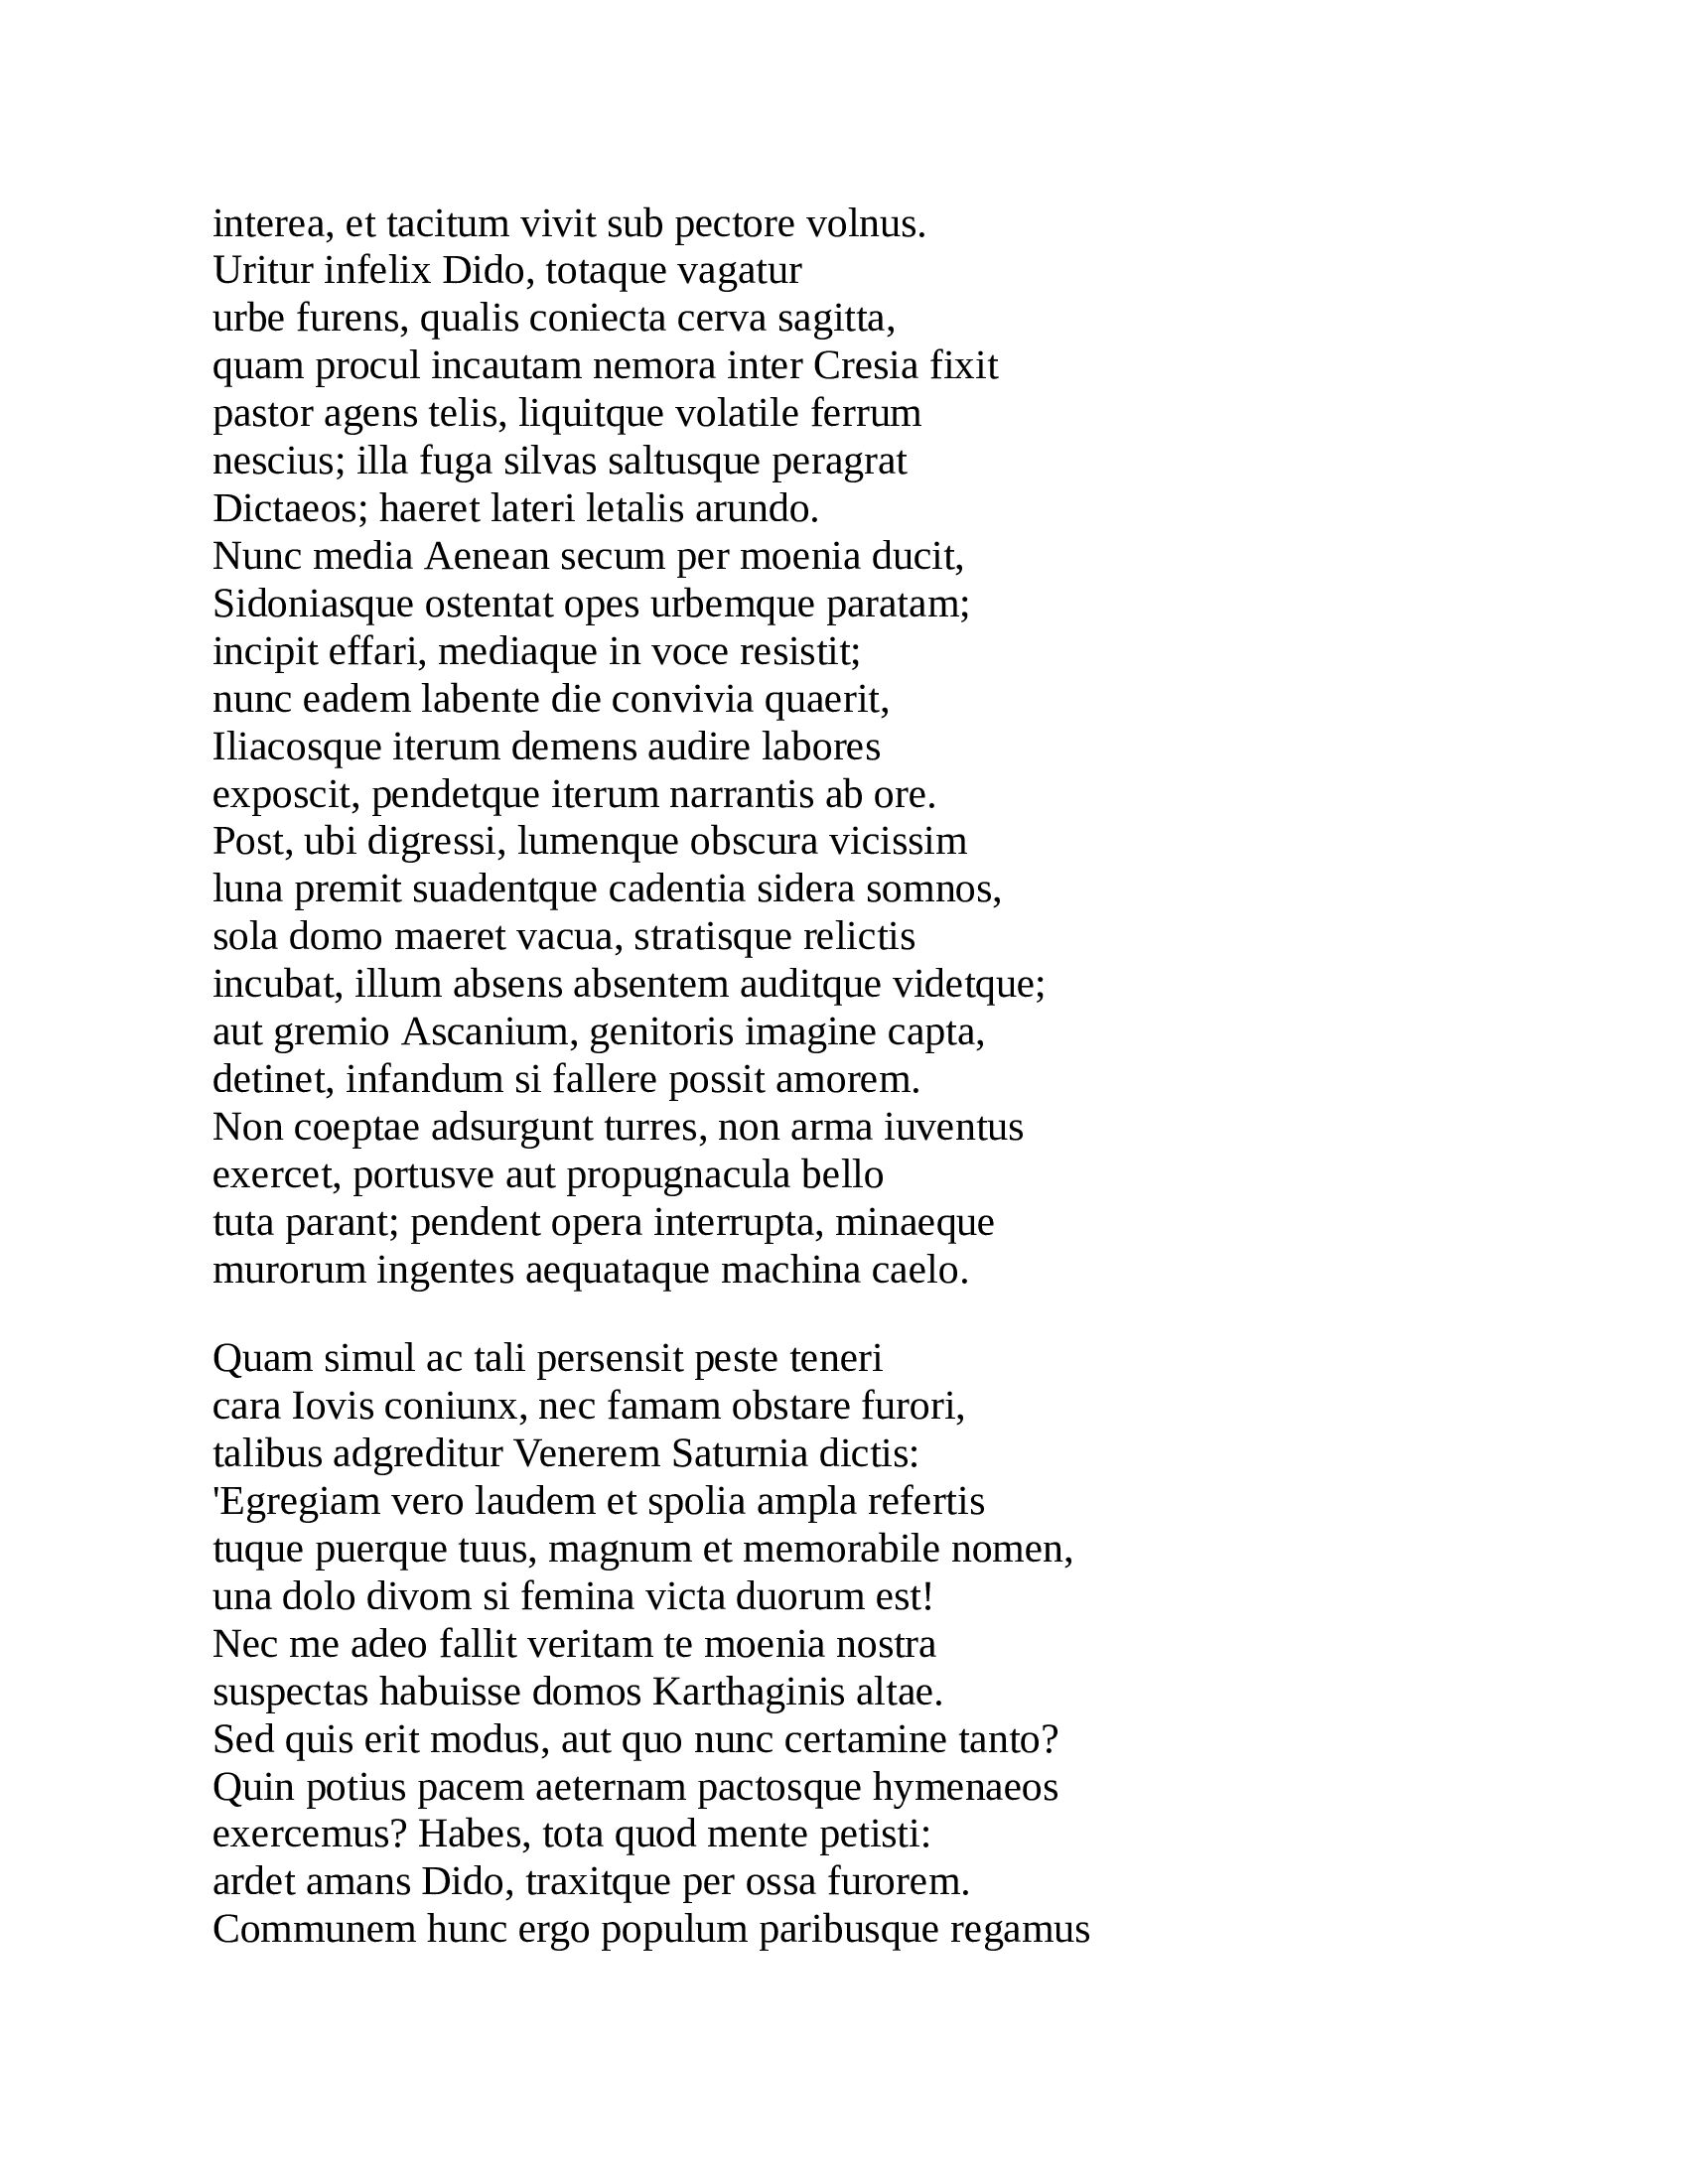 interea, et tacitum vivit sub pectore volnus.
Uritur infelix Dido, totaque vagatur
urbe furens, qualis coniecta cerva sagitta,
quam procul incautam nemora inter Cresia fixit
pastor agens telis, liquitque volatile ferrum
nescius; illa fuga silvas saltusque peragrat
Dictaeos; haeret lateri letalis arundo.
Nunc media Aenean secum per moenia ducit,
Sidoniasque ostentat opes urbemque paratam;
incipit effari, mediaque in voce resistit;
nunc eadem labente die convivia quaerit,
Iliacosque iterum demens audire labores
exposcit, pendetque iterum narrantis ab ore.
Post, ubi digressi, lumenque obscura vicissim
luna premit suadentque cadentia sidera somnos,
sola domo maeret vacua, stratisque relictis
incubat, illum absens absentem auditque videtque;
aut gremio Ascanium, genitoris imagine capta,
detinet, infandum si fallere possit amorem.
Non coeptae adsurgunt turres, non arma iuventus
exercet, portusve aut propugnacula bello
tuta parant; pendent opera interrupta, minaeque
murorum ingentes aequataque machina caelo.

Quam simul ac tali persensit peste teneri
cara Iovis coniunx, nec famam obstare furori,
talibus adgreditur Venerem Saturnia dictis:
'Egregiam vero laudem et spolia ampla refertis
tuque puerque tuus, magnum et memorabile nomen,
una dolo divom si femina victa duorum est!
Nec me adeo fallit veritam te moenia nostra
suspectas habuisse domos Karthaginis altae.
Sed quis erit modus, aut quo nunc certamine tanto?
Quin potius pacem aeternam pactosque hymenaeos
exercemus? Habes, tota quod mente petisti:
ardet amans Dido, traxitque per ossa furorem.
Communem hunc ergo populum paribusque regamus